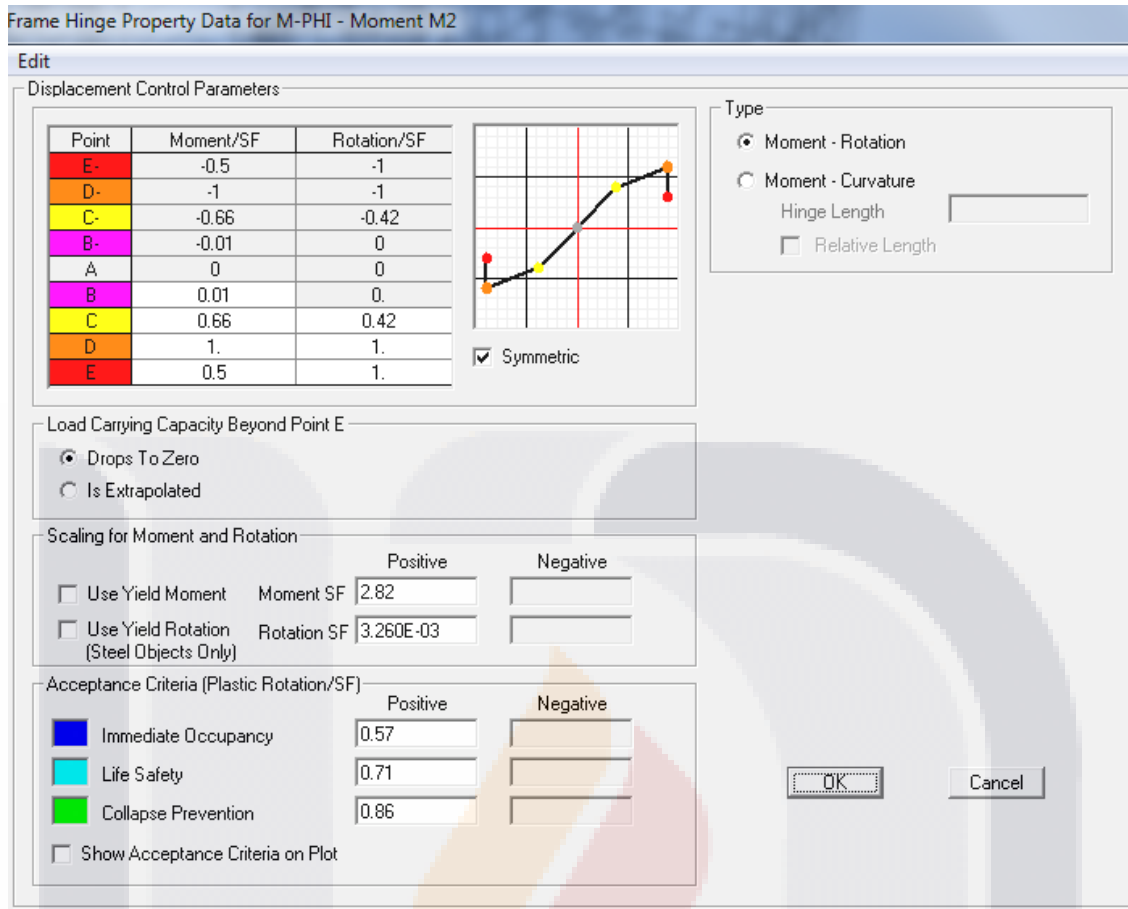 Frame Hinge Property Data for M-PHI - Moment M2
Edit
Displacement Control Parameters
Point Moment/SF Rotation/SF
E- -0.5 -1
D- -1 -1
C- -0.66 -0.42
B- -0.01 0
A 0 0
B 0.01 0.
C 0.66 0.42
D 1. 1.
E 0.5 1.
Symmetric
Type
Moment - Rotation
Moment - Curvature
Hinge Length
Relative Length
Load Carrying Capacity Beyond Point E
Drops To Zero
Is Extrapolated
Scaling for Moment and Rotation
Positive Negative
Use Yield Moment Moment SF 2.82
Use Yield Rotation Rotation SF 3.260E-03
(Steel Objects Only)
Acceptance Criteria (Plastic Rotation/SF)
Positive Negative
Immediate Occupancy 0.57
Life Safety 0.71
Collapse Prevention 0.86
Show Acceptance Criteria on Plot
OK Cancel